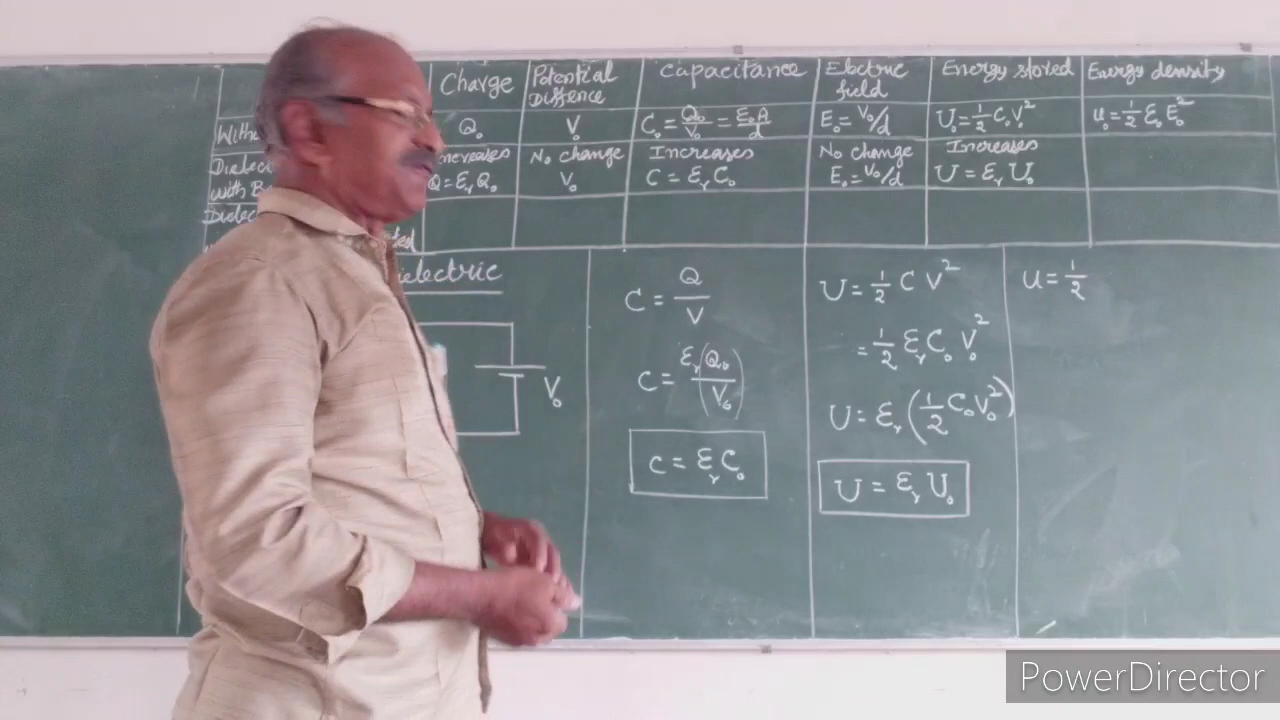 Charge Potential Diffence Capacitance Electric field Energy stored Energy density
Q₀ V₀ C₀ = Q₀/V₀ = ε₀A/d E₀ = V₀/d U₀ = 1/2 C₀V₀² u₀ = 1/2 ε₀E₀²
Increases No change Increases No change Increases
Q = εᵣQ₀ V₀ C = εᵣC₀ E₀ = V₀/d U = εᵣU₀
C = Q/V
C = εᵣ(Q₀/V₀)
C = εᵣC₀
U = 1/2 CV²
= 1/2 εᵣC₀V₀²
U = εᵣ(1/2 C₀V₀²)
U = εᵣU₀
u = 1/2
V₀
PowerDirector